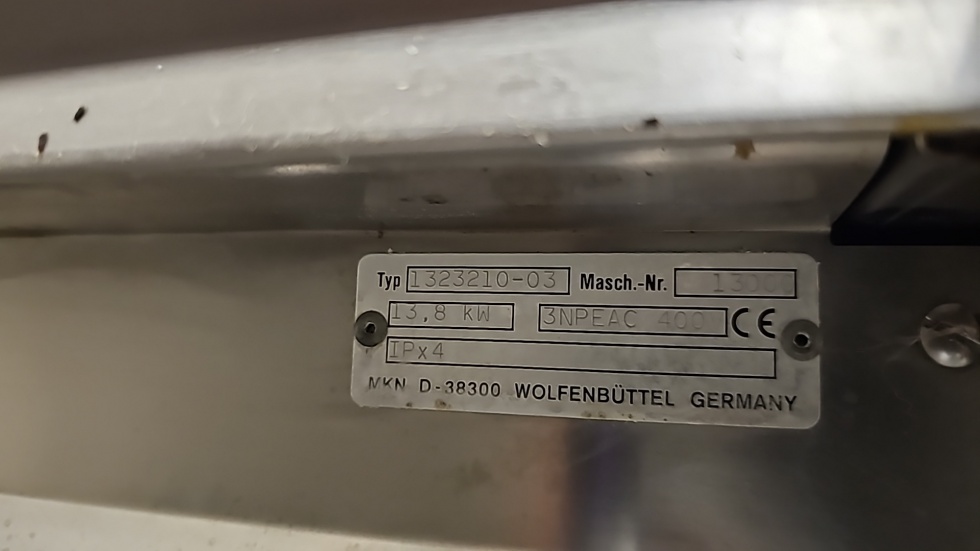 Typ 1323210-03 Masch.-Nr.
13,8 kW 3NPEAC 400 CE
IPx4
MKN D-38300 WOLFENBÜTTEL GERMANY